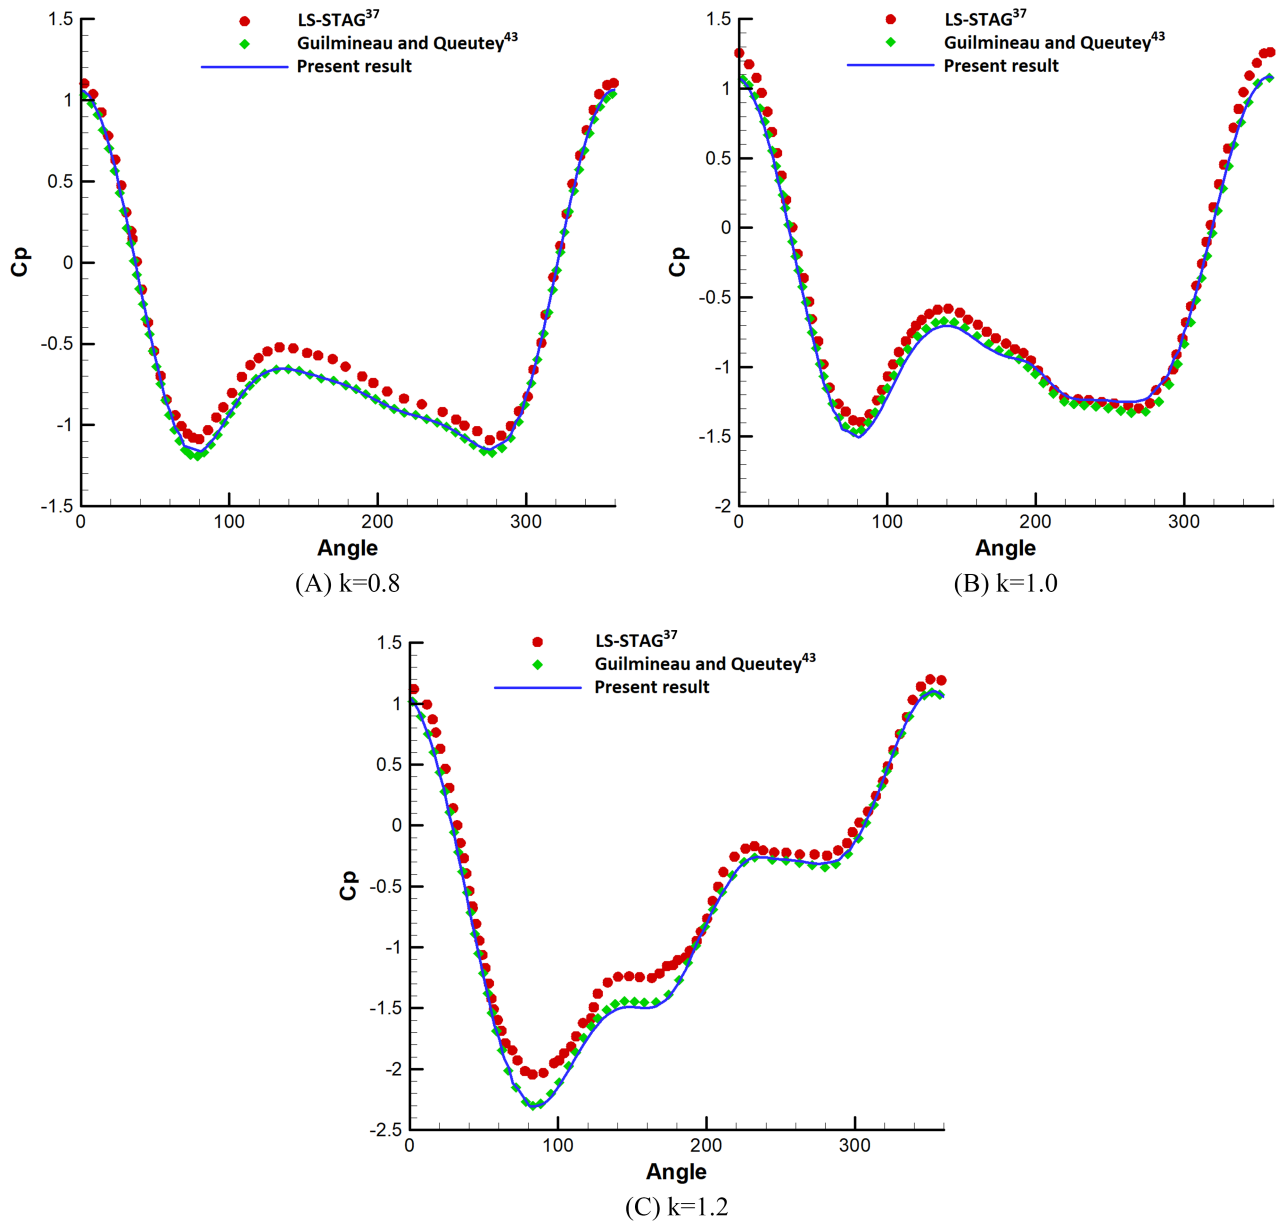 LS-STAG37
Guilmineau and Queutey43
Present result
1.5
1
0.5
0
-0.5
-1
-1.5
Cp
0
100
200
300
Angle
(A) k=0.8
LS-STAG37
Guilmineau and Queutey43
Present result
1.5
1
0.5
0
-0.5
-1
-1.5
-2
Cp
0
100
200
300
Angle
(B) k=1.0
LS-STAG37
Guilmineau and Queutey43
Present result
1.5
1
0.5
0
-0.5
-1
-1.5
-2
-2.5
Cp
0
100
200
300
Angle
(C) k=1.2